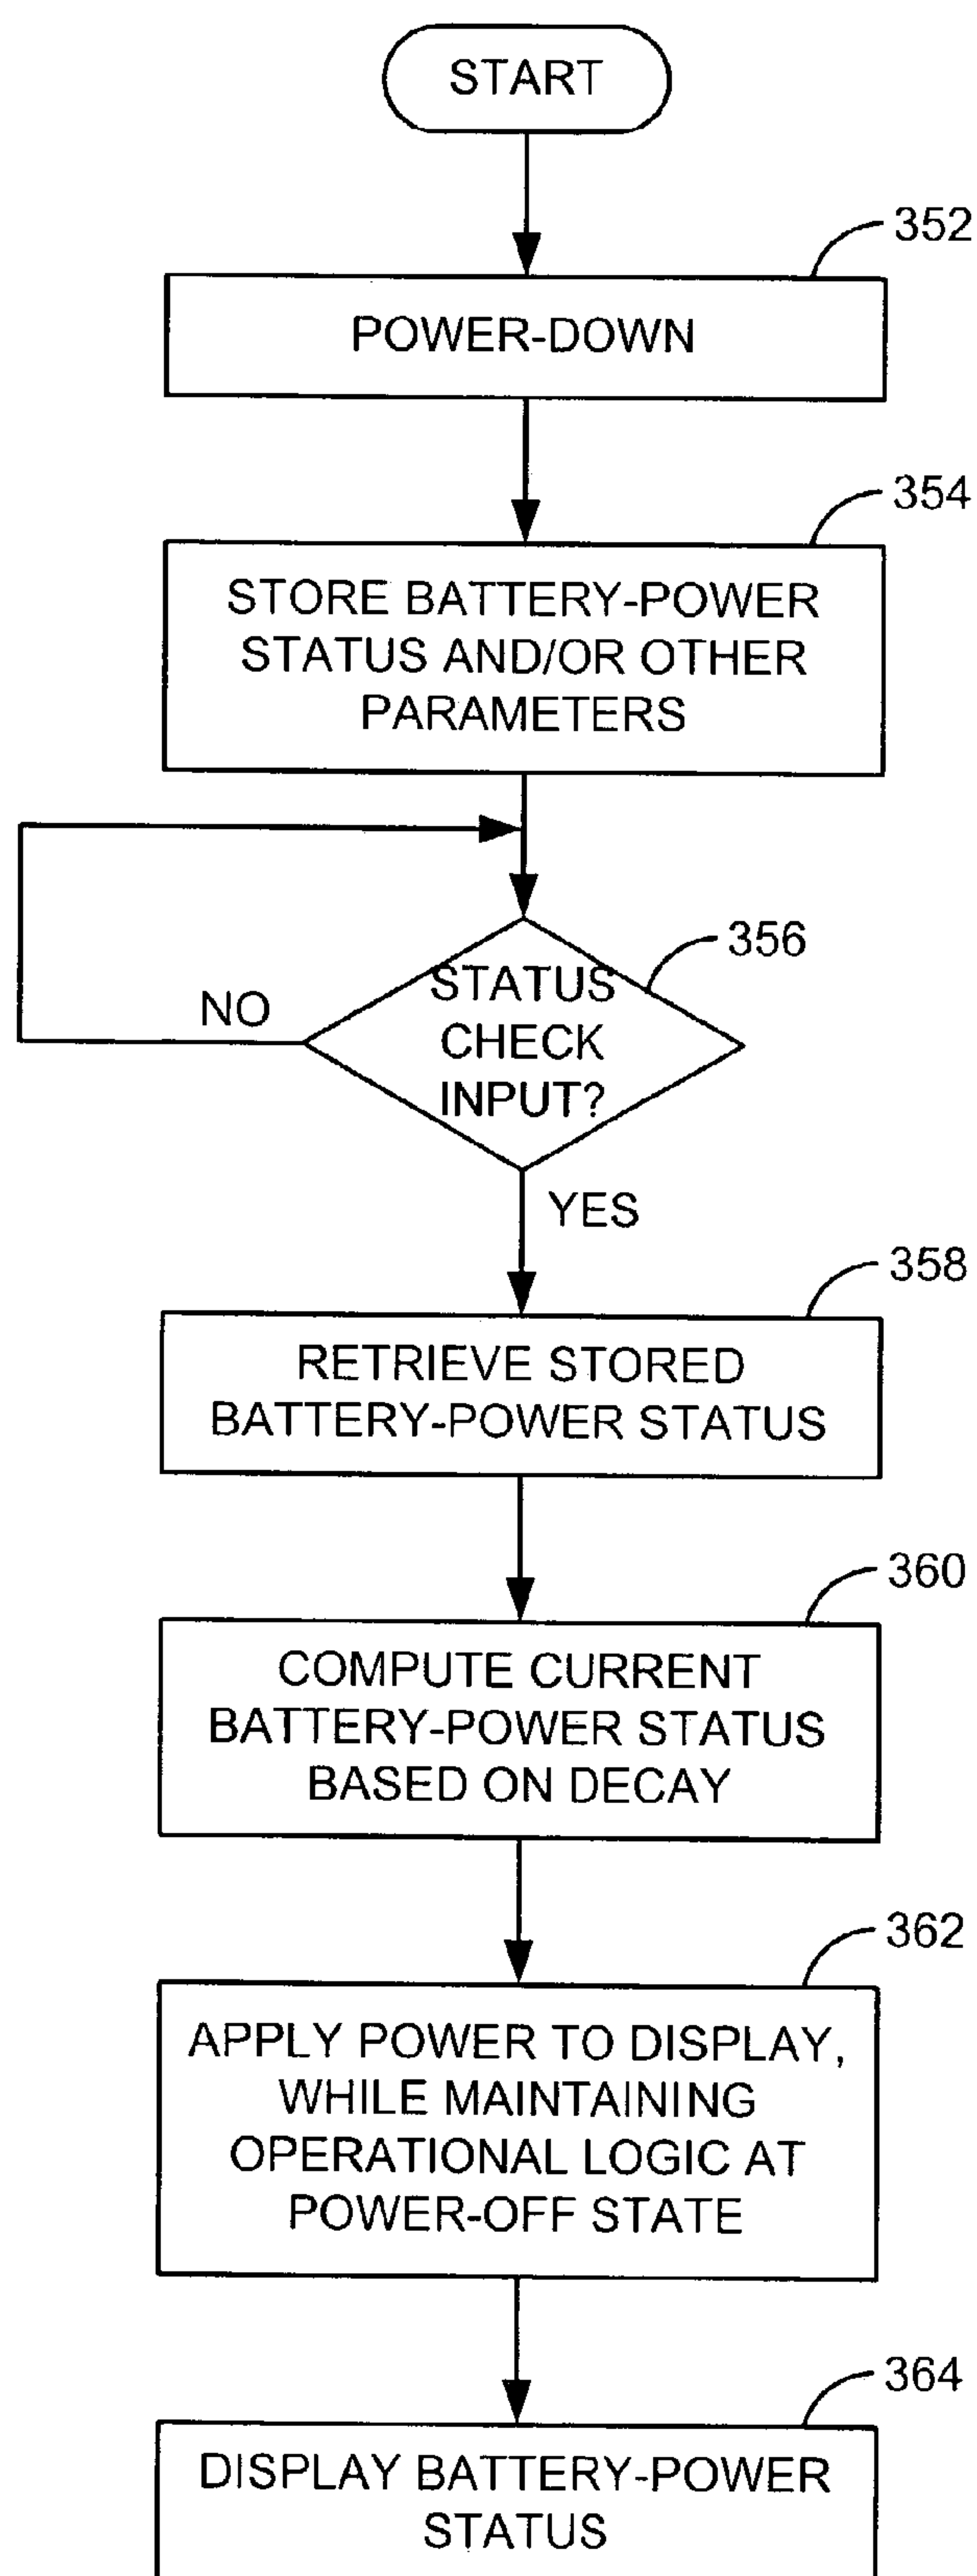 START
352
POWER-DOWN
354
STORE BATTERY-POWER
STATUS AND/OR OTHER
PARAMETERS
356
STATUS
CHECK
INPUT?
NO
YES
358
RETRIEVE STORED
BATTERY-POWER STATUS
360
COMPUTE CURRENT
BATTERY-POWER STATUS
BASED ON DECAY
362
APPLY POWER TO DISPLAY,
WHILE MAINTAINING
OPERATIONAL LOGIC AT
POWER-OFF STATE
364
DISPLAY BATTERY-POWER
STATUS